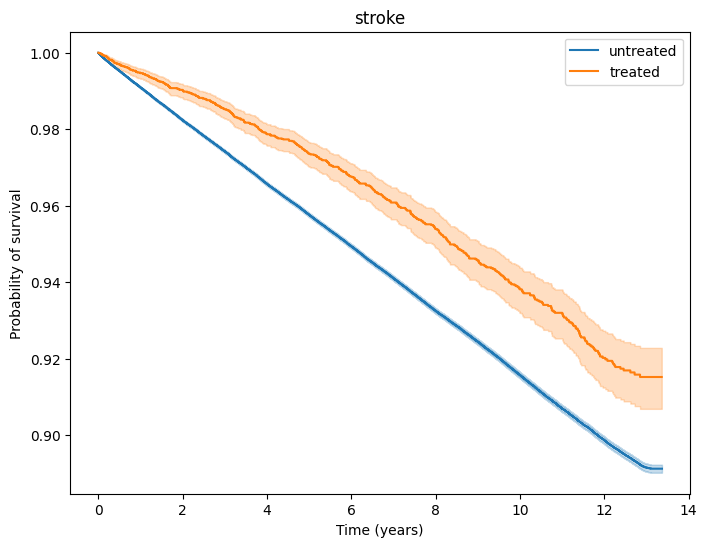 stroke
untreated
treated
1.00
0.98
0.96
0.94
0.92
0.90
Probability of survival
0 2 4 6 8 10 12 14
Time (years)